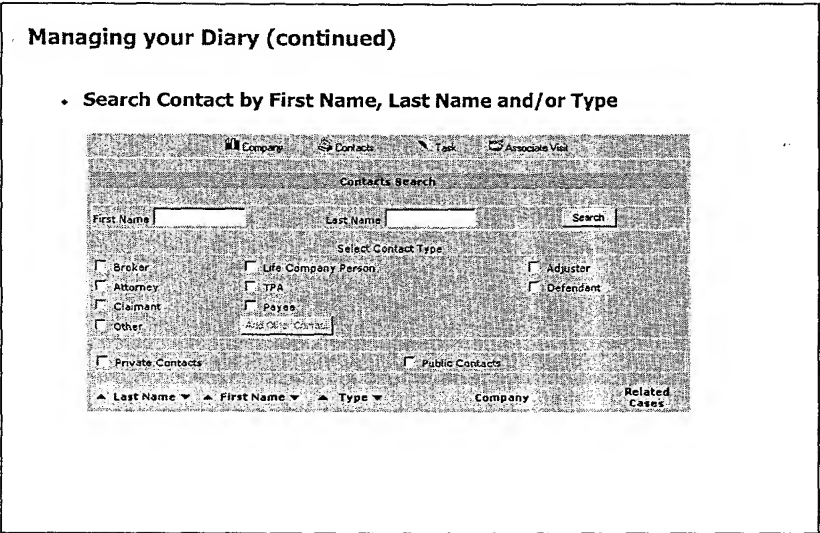 Managing your Diary (continued)
• Search Contact by First Name, Last Name and/or Type
Company Contacts Task Associate Visit
Contacts Search
First Name Last Name Search
Select Contact Type
Broker Life Company Person Adjuster
Attorney TPA Defendant
Claimant Payee
Other Add Other Contact
Private Contacts Public Contacts
▲ Last Name ▼ ▲ First Name ▼ ▲ Type ▼ Company Related Cases